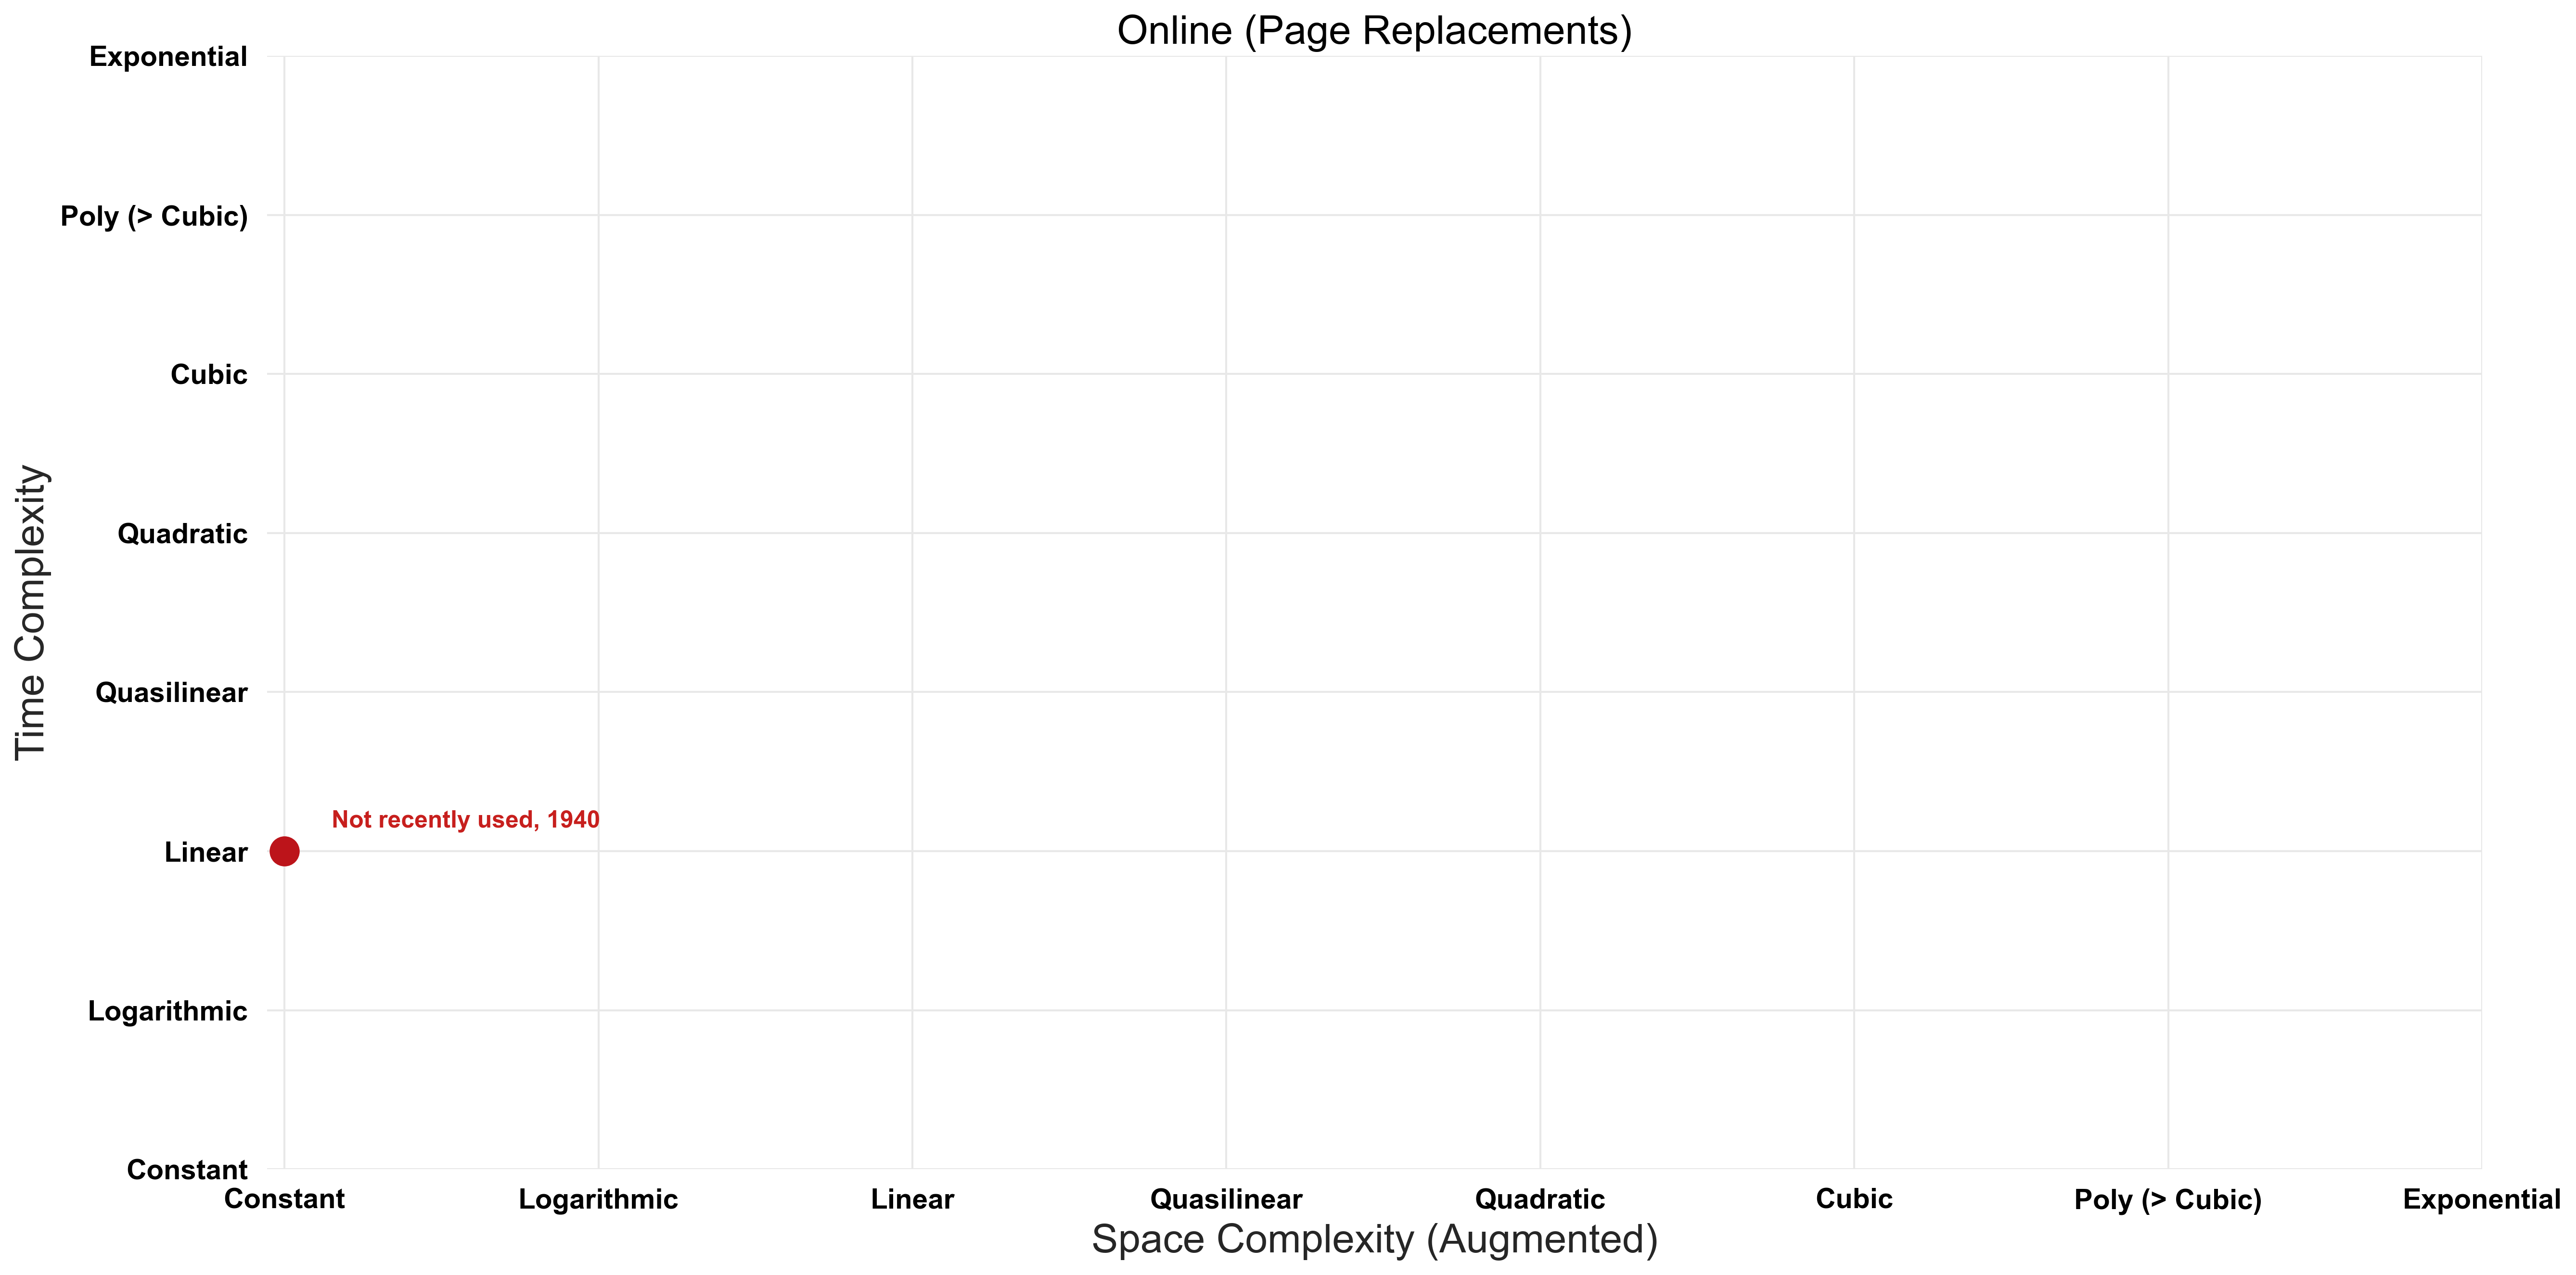 Online (Page Replacements)
Exponential
Poly (> Cubic)
Cubic
Quadratic
Quasilinear
Linear
Logarithmic
Constant
Time Complexity
Not recently used, 1940
Constant Logarithmic Linear Quasilinear Quadratic Cubic Poly (> Cubic) Exponential
Space Complexity (Augmented)